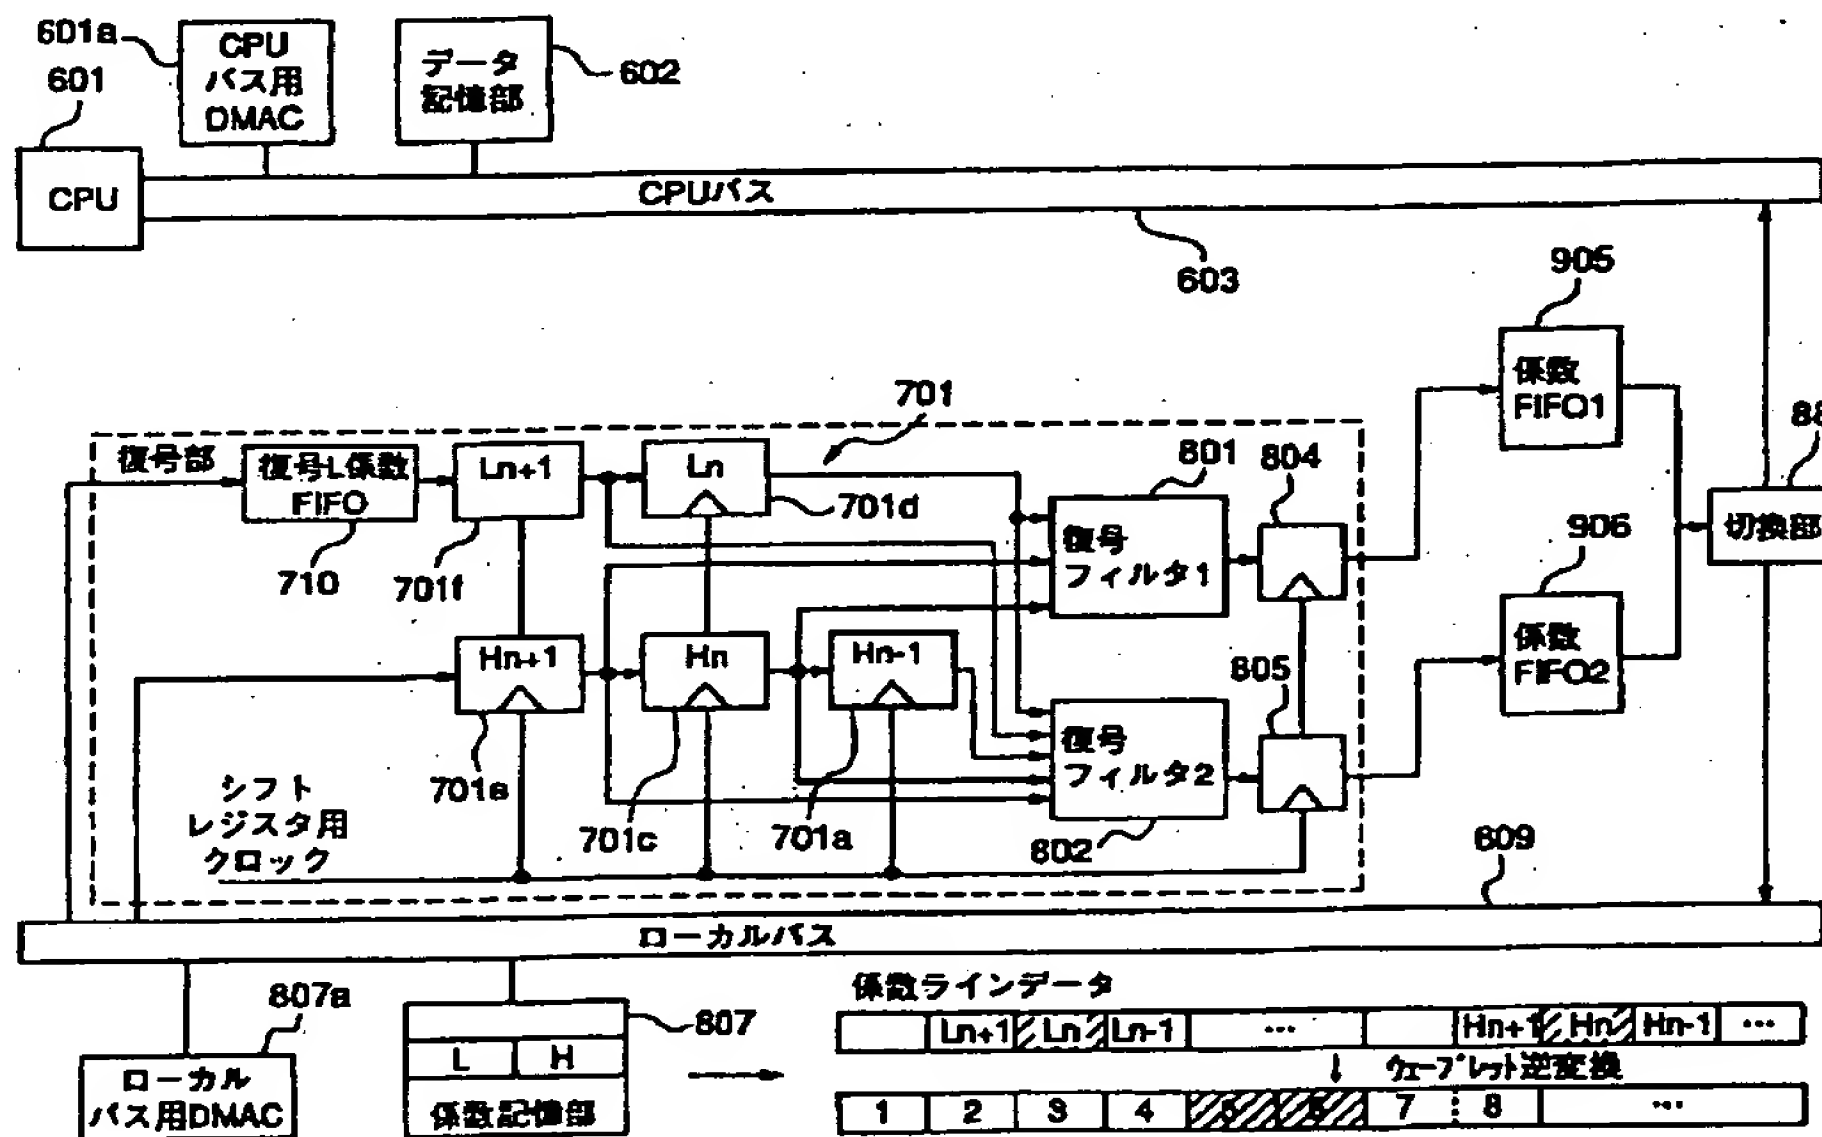 601a
CPU
バス用
DMAC
データ
記憶部
602
601
CPU
CPUバス
603
905
係数
FIFO1
701
復号部
復号L係数
FIFO
710
Ln+1
701f
Ln
701d
801
復号
フィルタ1
804
88
切換部
906
係数
FIFO2
Hn+1
701e
Hn
701c
Hn-1
701a
復号
フィルタ2
802
805
シフト
レジスタ用
クロック
609
ローカルバス
807a
ローカル
バス用DMAC
807
L
H
係数記憶部
係数ラインデータ
Ln+1 Ln Ln-1 … Hn+1 Hn Hn-1 …
ウェーブレット逆変換
1 2 3 4 5 6 7 8 …